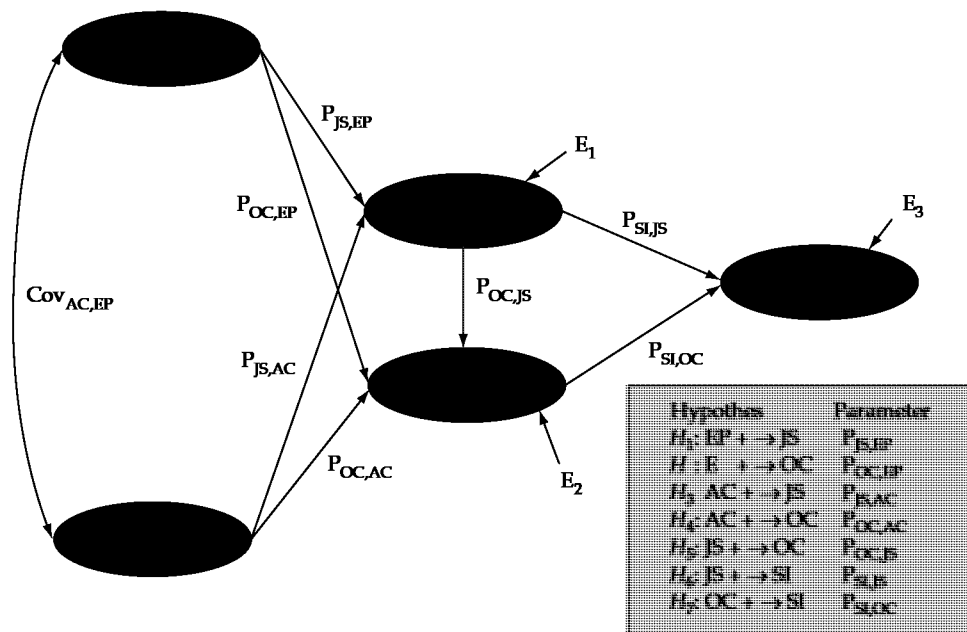 P_JS,EP
E_1
P_OC,EP
P_SI,JS
E_3
Cov_AC,EP
P_OC,JS
P_JS,AC
P_SI,OC
P_OC,AC
E_2
Hypothes Parameter
H_1: EP + → JS P_JS,EP
H : E + → OC P_OC,EP
H_3 AC + → JS P_JS,AC
H_4: AC + → OC P_OC,AC
H_5: JS + → OC P_OC,JS
H_6: JS + → SI P_SI,JS
H_7: OC + → SI P_SI,OC